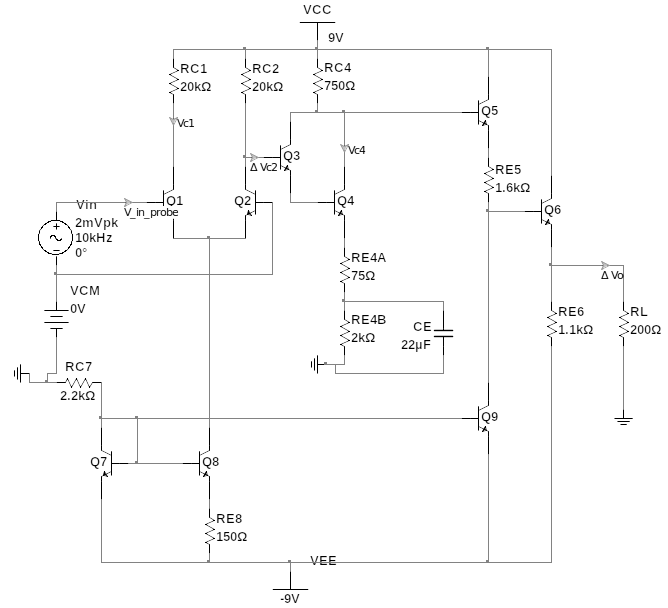 VCC
9V
RC1
20kΩ
RC2
20kΩ
RC4
750Ω
Vc1
Q5
Q3
Vc4
Δ Vc2
RE5
1.6kΩ
Vin
V_in_probe
Q1
Q2
Q4
Q6
2mVpk
10kHz
0°
RE4A
75Ω
Δ Vo
VCM
0V
RE4B
2kΩ
CE
22μF
RE6
1.1kΩ
RL
200Ω
RC7
2.2kΩ
Q9
Q7
Q8
RE8
150Ω
VEE
-9V